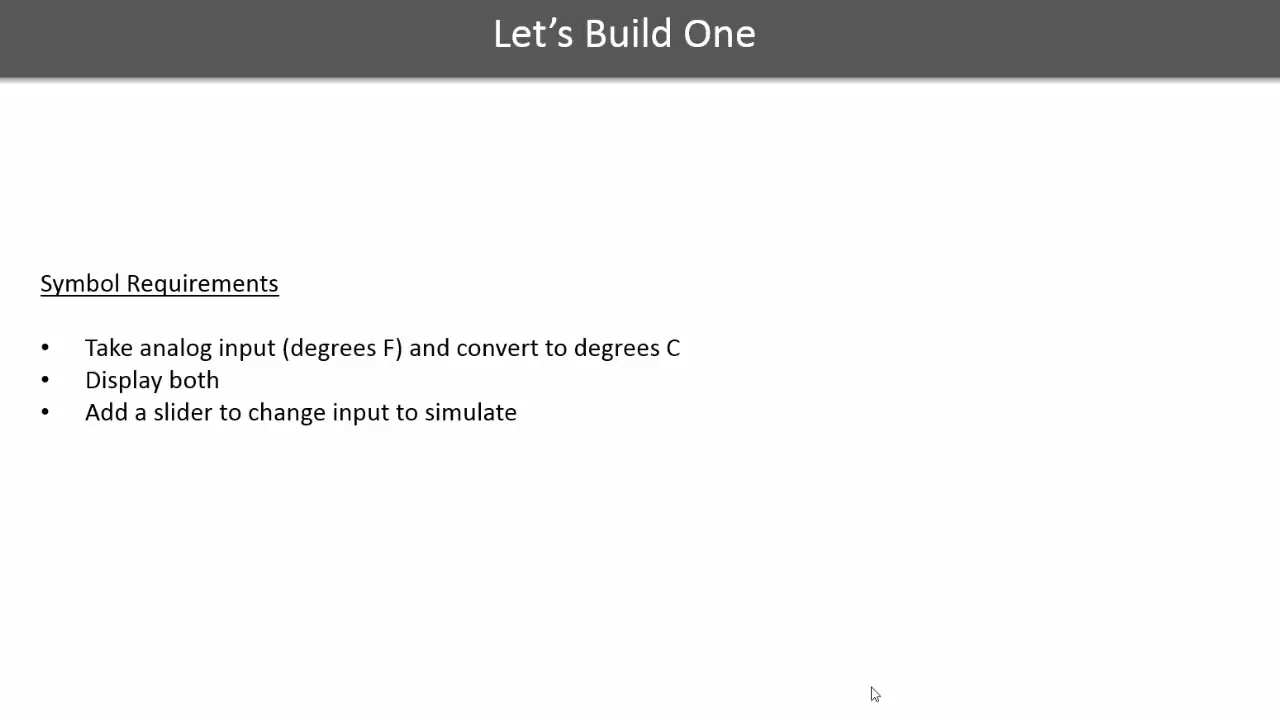 Let’s Build One
Symbol Requirements
• Take analog input (degrees F) and convert to degrees C
• Display both
• Add a slider to change input to simulate